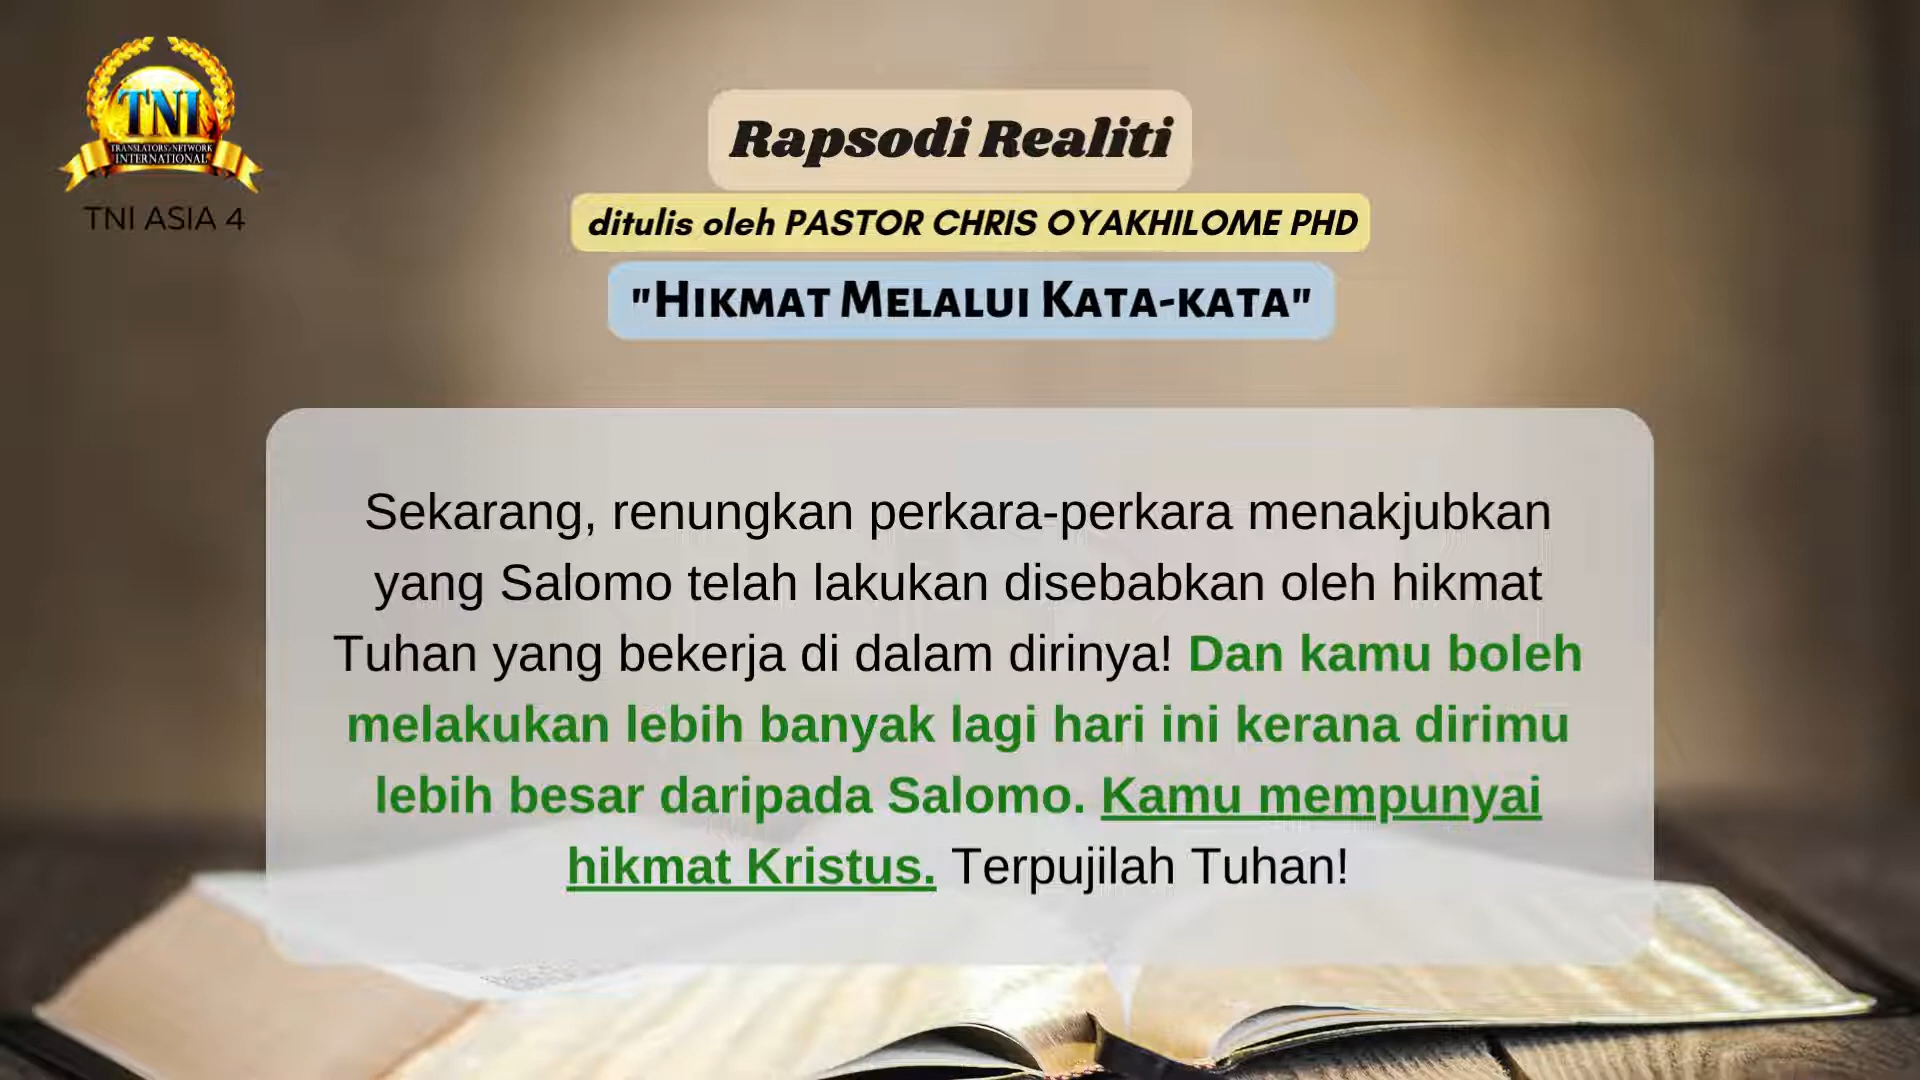 TNI
TRANSLATORS' NETWORK
INTERNATIONAL
TNI ASIA 4
Rapsodi Realiti
ditulis oleh PASTOR CHRIS OYAKHILOME PHD
"HIKMAT MELALUI KATA-KATA"
Sekarang, renungkan perkara-perkara menakjubkan
yang Salomo telah lakukan disebabkan oleh hikmat
Tuhan yang bekerja di dalam dirinya! Dan kamu boleh
melakukan lebih banyak lagi hari ini kerana dirimu
lebih besar daripada Salomo. Kamu mempunyai
hikmat Kristus. Terpujilah Tuhan!